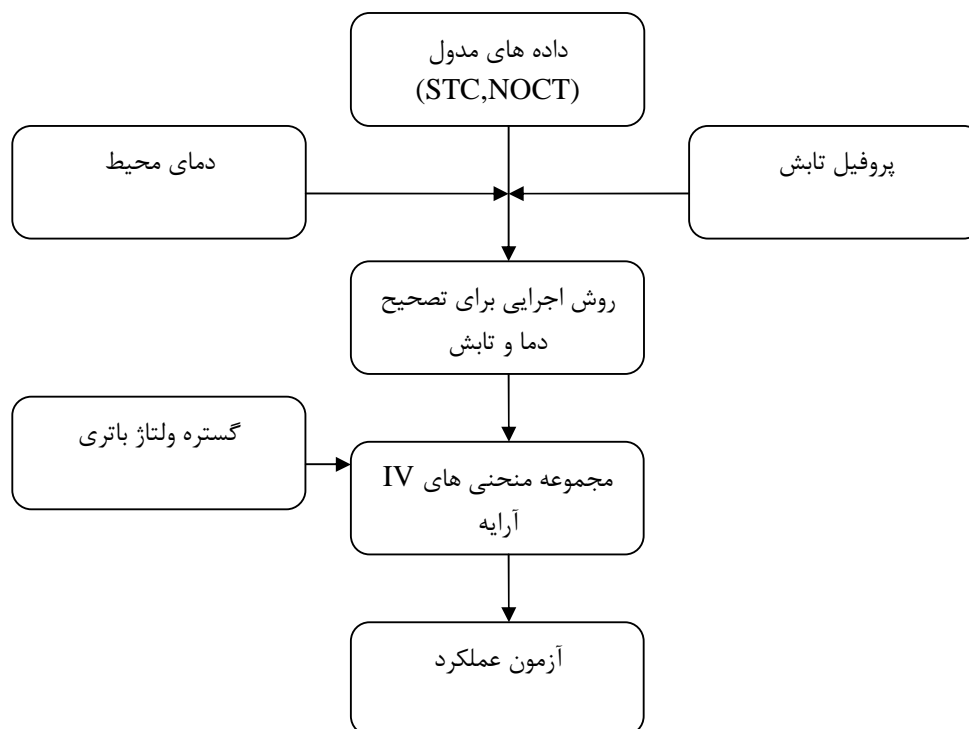 داده های مدول
(STC,NOCT)
دمای محیط
پروفیل تابش
روش اجرایی برای تصحیح
دما و تابش
گستره ولتاژ باتری
مجموعه منحنی های IV
آرایه
آزمون عملکرد